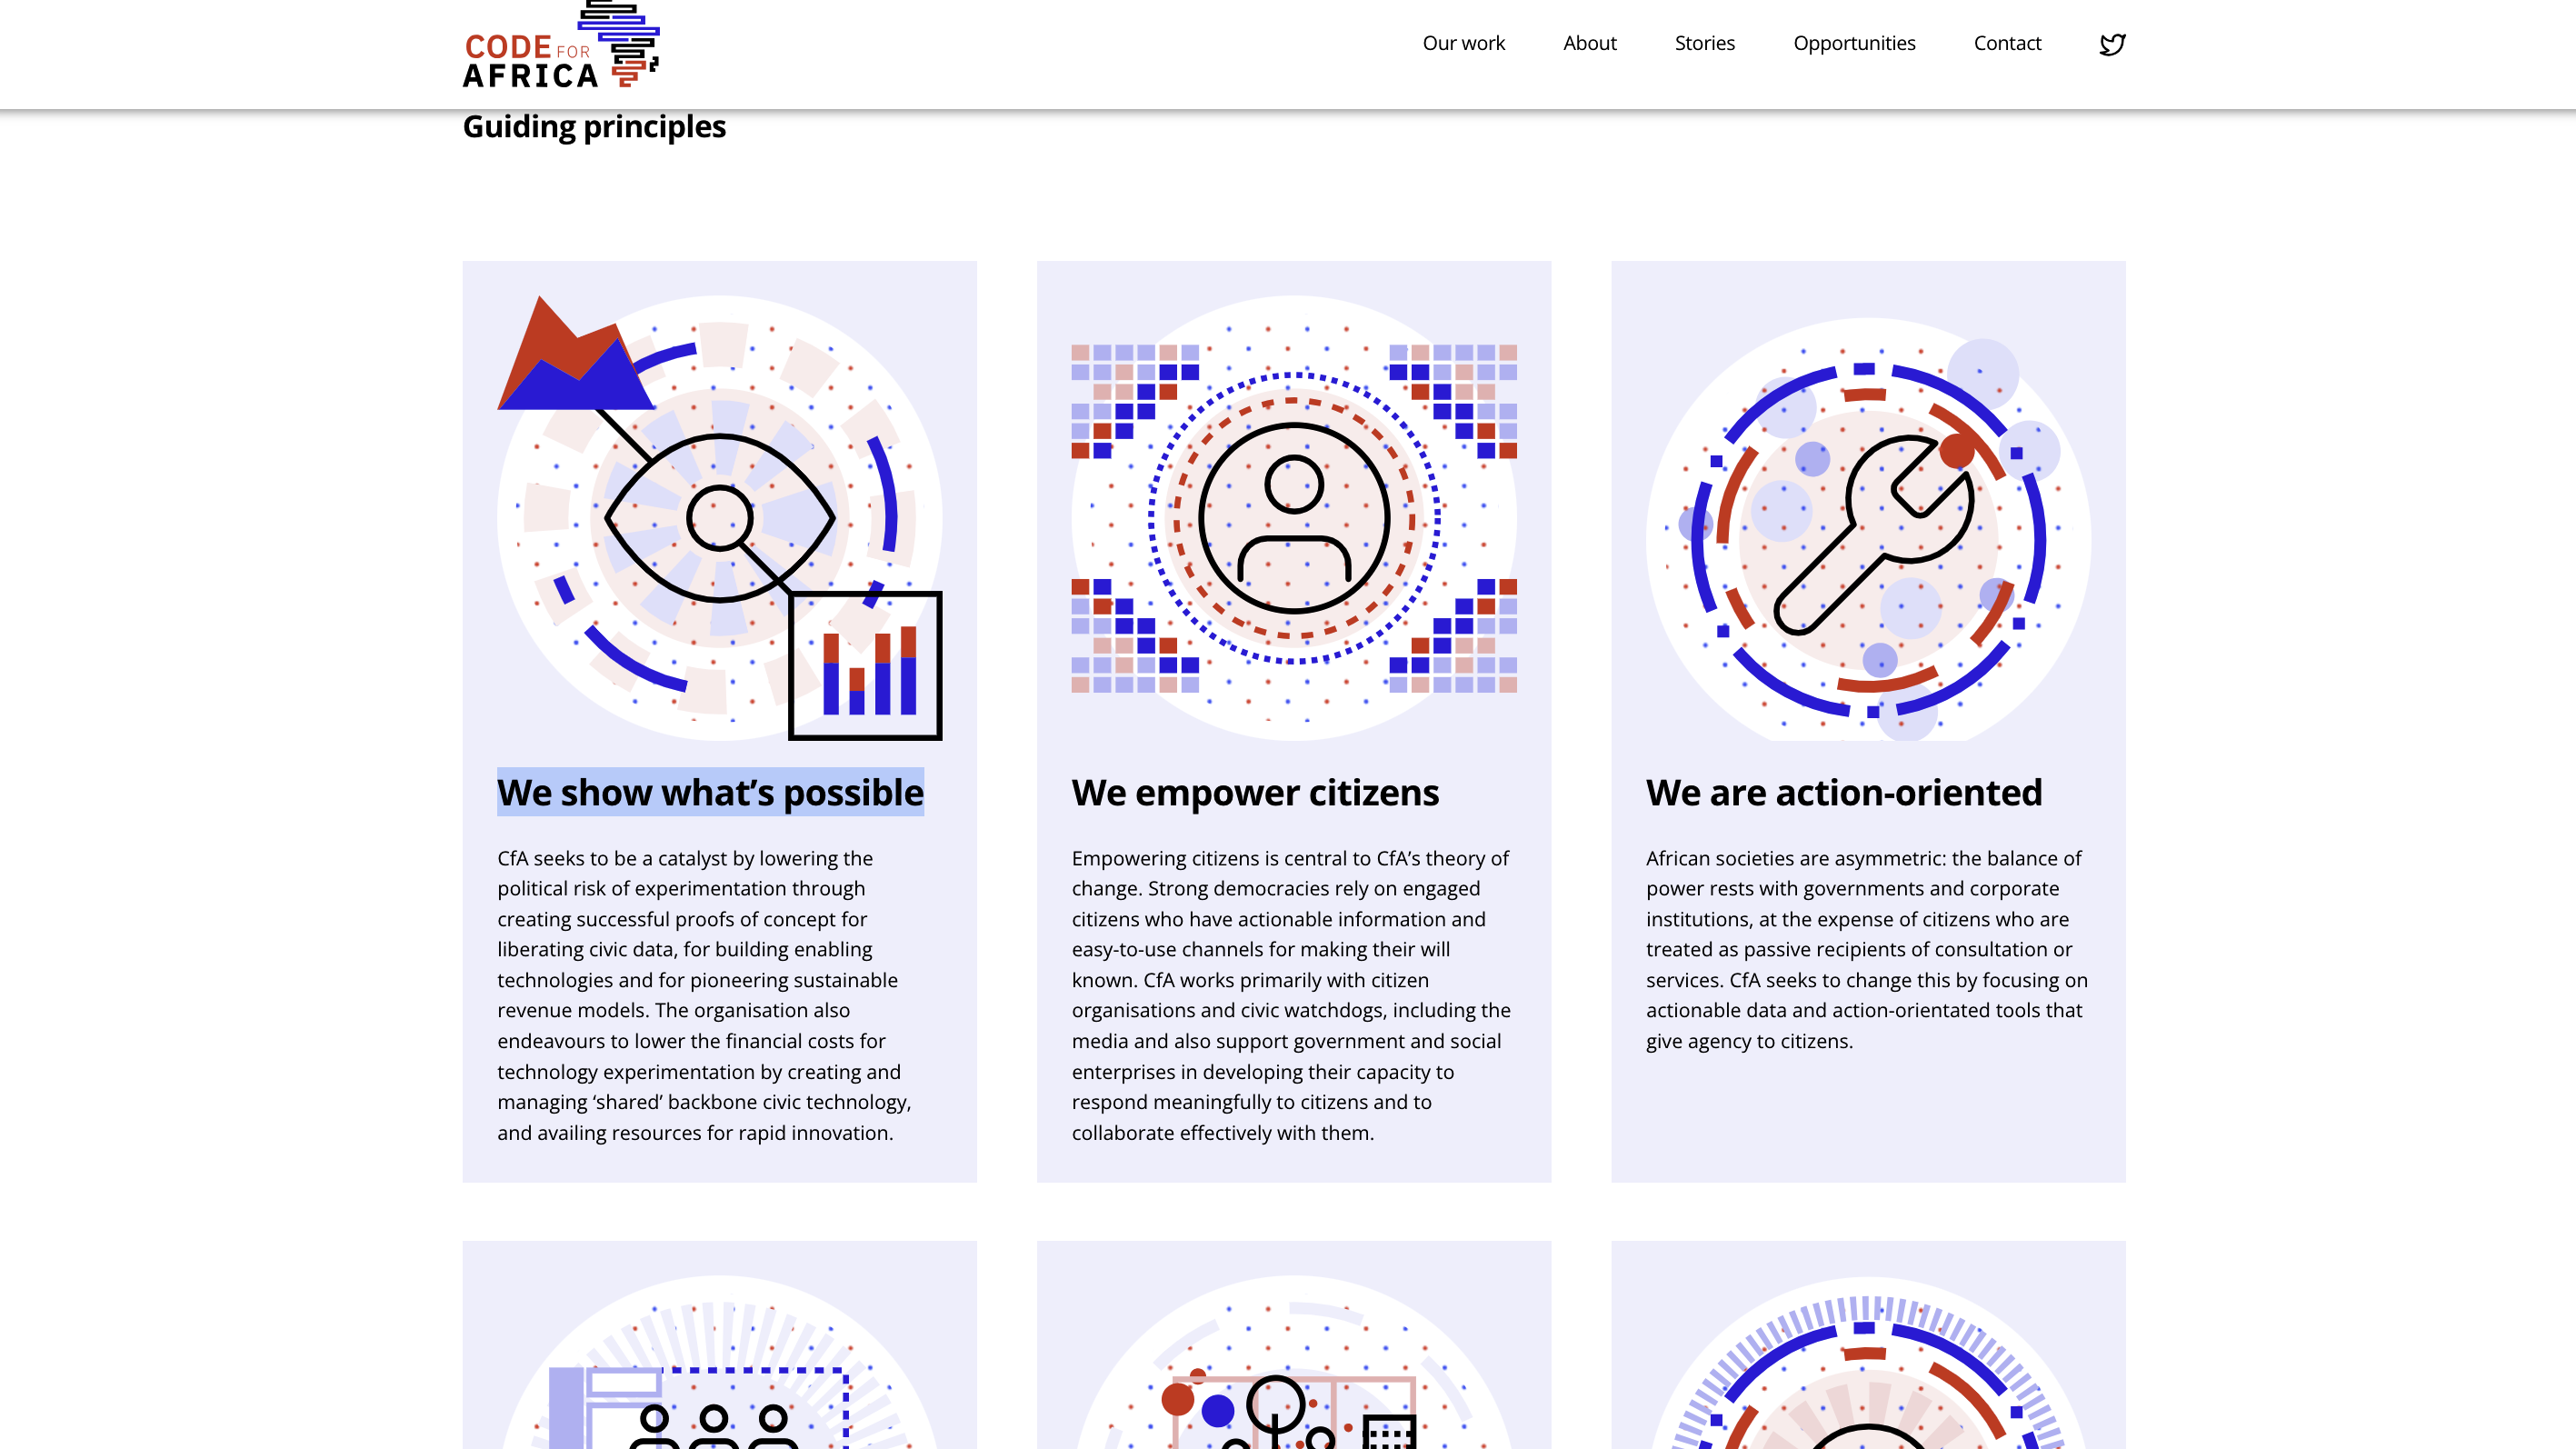 CODE FOR
AFRICA
Our work
About
Stories
Opportunities
Contact
Guiding principles
We show what’s possible
CfA seeks to be a catalyst by lowering the
political risk of experimentation through
creating successful proofs of concept for
liberating civic data, for building enabling
technologies and for pioneering sustainable
revenue models. The organisation also
endeavours to lower the financial costs for
technology experimentation by creating and
managing ‘shared’ backbone civic technology,
and availing resources for rapid innovation.
We empower citizens
Empowering citizens is central to CfA’s theory of
change. Strong democracies rely on engaged
citizens who have actionable information and
easy-to-use channels for making their will
known. CfA works primarily with citizen
organisations and civic watchdogs, including the
media and also support government and social
enterprises in developing their capacity to
respond meaningfully to citizens and to
collaborate effectively with them.
We are action-oriented
African societies are asymmetric: the balance of
power rests with governments and corporate
institutions, at the expense of citizens who are
treated as passive recipients of consultation or
services. CfA seeks to change this by focusing on
actionable data and action-orientated tools that
give agency to citizens.